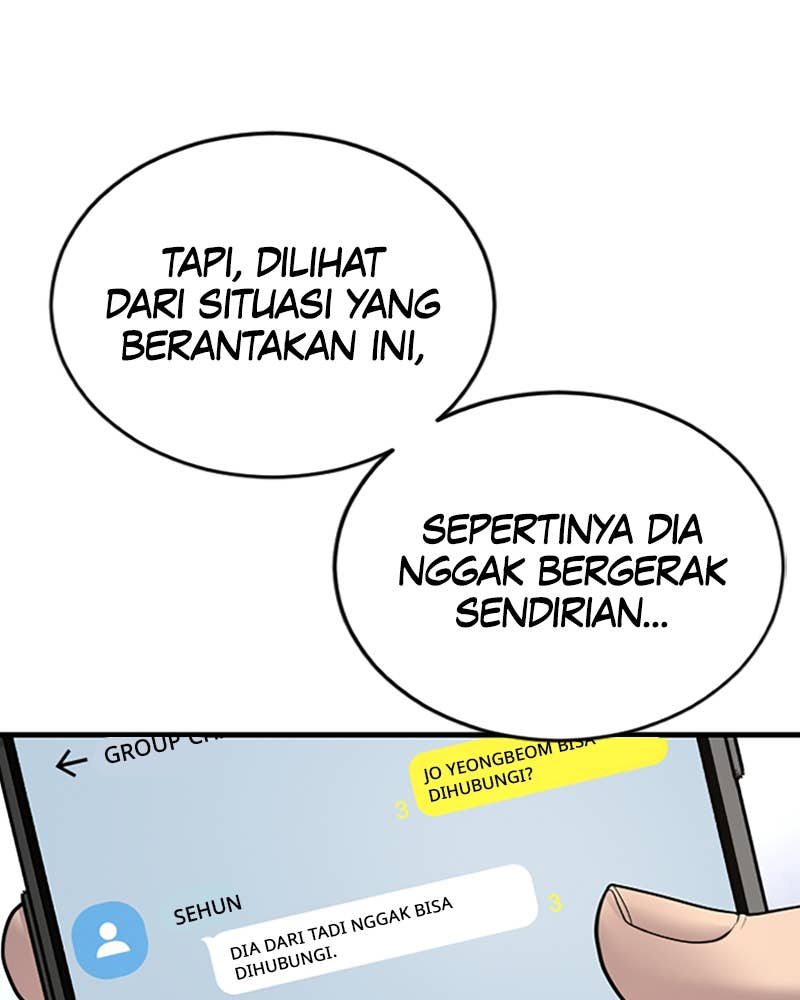 TAPI, DILIHAT
DARI SITUASI YANG
BERANTAKAN INI,
SEPERTINYA DIA
NGGAK BERGERAK
SENDIRIAN...
GROUP
JO YEONGBEOM BISA
DIHUBUNGI?
3
SEHUN
3
DIA DARI TADI NGGAK BISA
DIHUBUNGI.